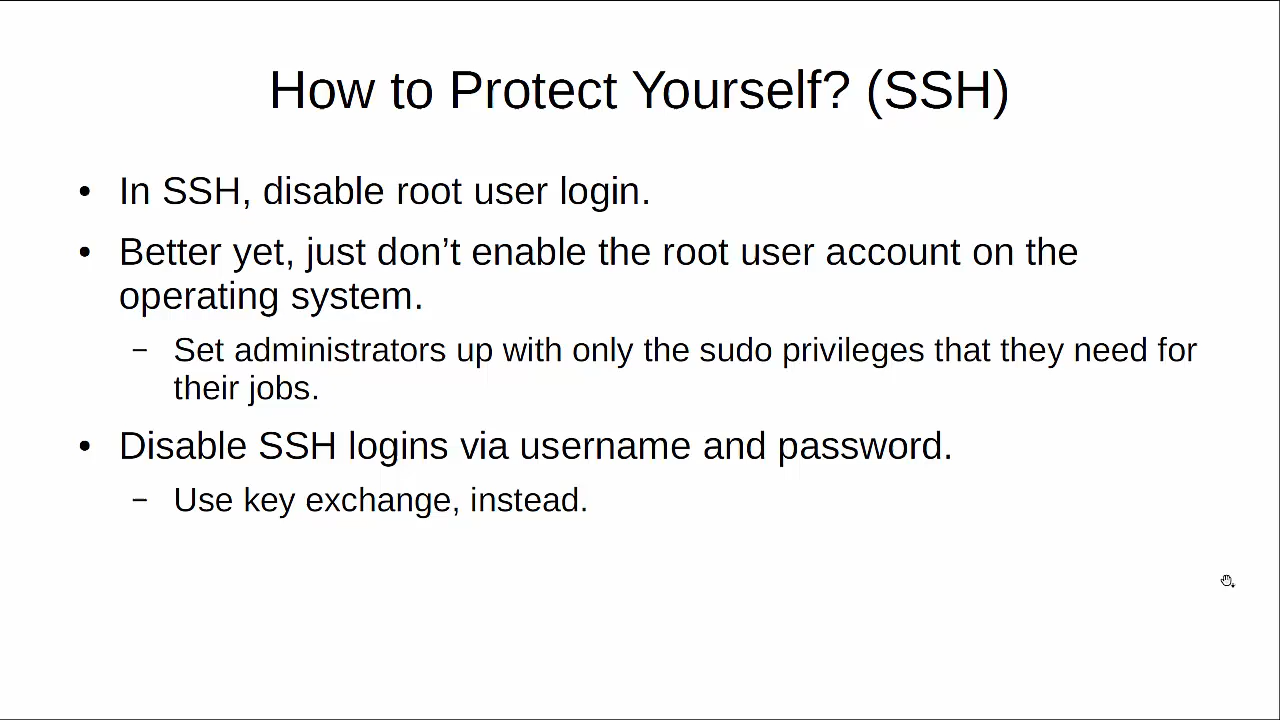 How to Protect Yourself? (SSH)
• In SSH, disable root user login.
• Better yet, just don’t enable the root user account on the
operating system.
– Set administrators up with only the sudo privileges that they need for
their jobs.
• Disable SSH logins via username and password.
– Use key exchange, instead.